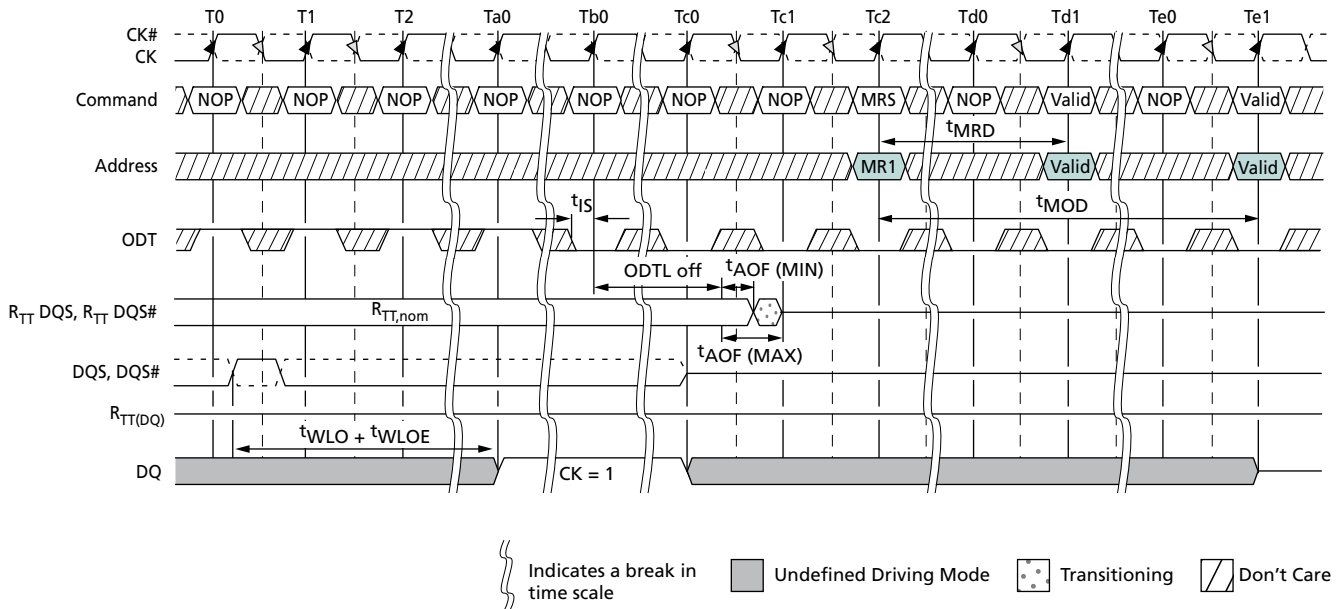 T0 T1 T2 Ta0 Tb0 Tc0 Tc1 Tc2 Td0 Td1 Te0 Te1
CK#
CK
Command NOP NOP NOP NOP NOP NOP NOP MRS NOP Valid NOP Valid
tMRD
Address MR1 Valid Valid
tIS tMOD
ODT
ODTL off tAOF (MIN)
RTT DQS, RTT DQS# RTT,nom
tAOF (MAX)
DQS, DQS#
RTT(DQ)
tWLO + tWLOE
DQ CK = 1
Indicates a break in
time scale
Undefined Driving Mode
Transitioning
Don't Care